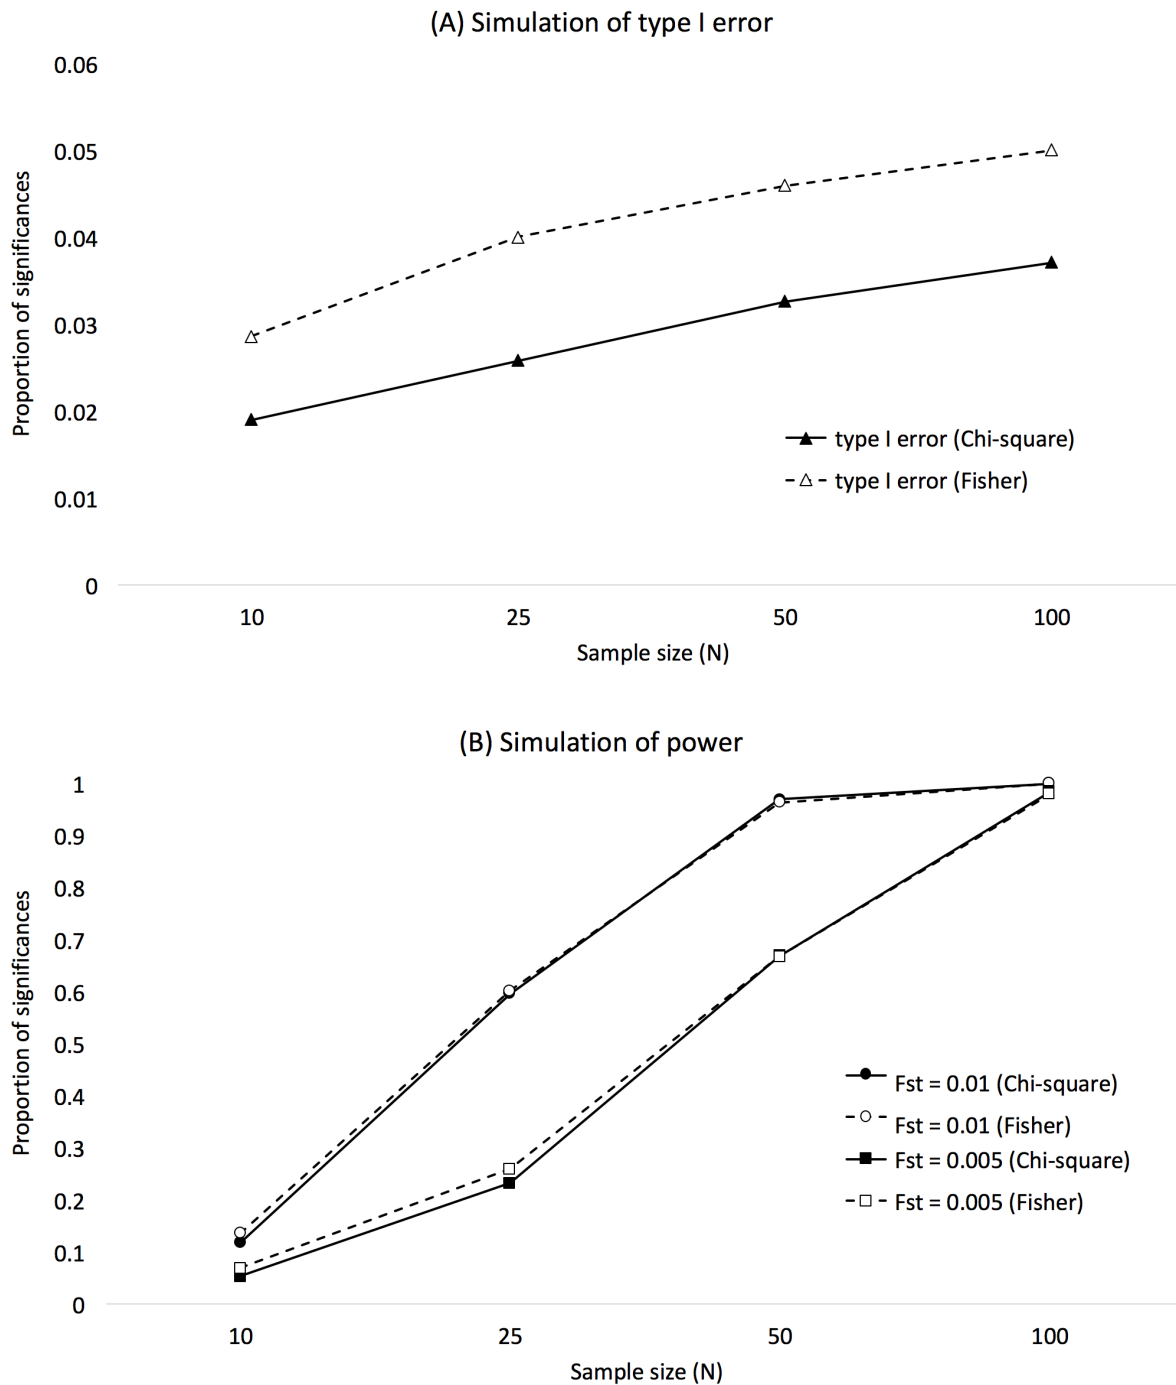 (A) Simulation of type I error
0.06
0.05
0.04
0.03
0.02
0.01
0
Proportion of significances
type I error (Chi-square)
type I error (Fisher)
10 25 50 100
Sample size (N)
(B) Simulation of power
1
0.9
0.8
0.7
0.6
0.5
0.4
0.3
0.2
0.1
0
Proportion of significances
Fst = 0.01 (Chi-square)
Fst = 0.01 (Fisher)
Fst = 0.005 (Chi-square)
Fst = 0.005 (Fisher)
10 25 50 100
Sample size (N)